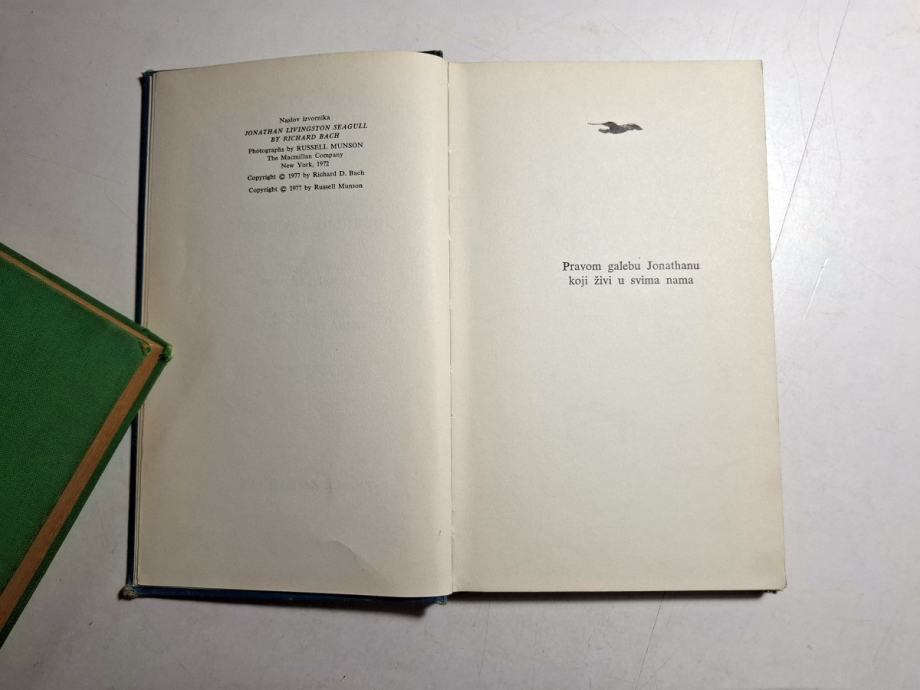 Naslov izvornika
JONATHAN LIVINGSTON SEAGULL
BY RICHARD BACH
Photographs by RUSSELL MUNSON
The Macmillan Company
New York, 1972
Copyright © 1977 by Richard D. Bach
Copyright © 1977 by Russell Munson
Pravom galebu Jonathanu
koji živi u svima nama